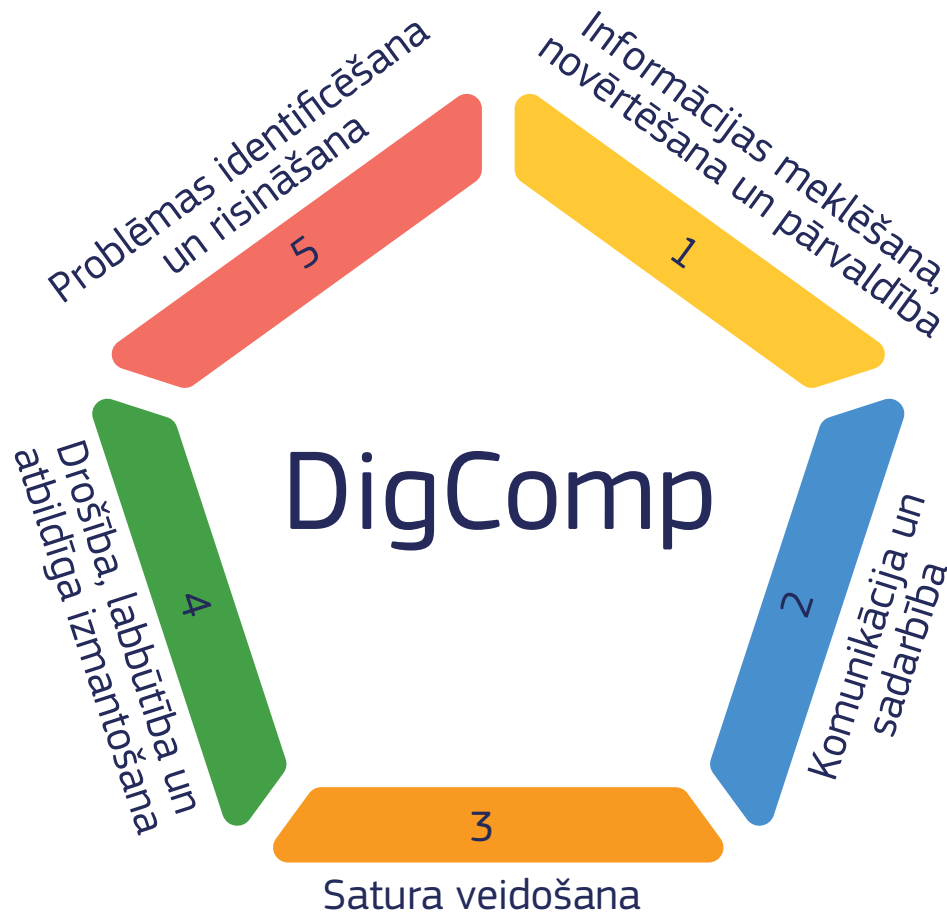 DigComp
1
Informācijas meklēšana,
novērtēšana un pārvaldība
2
Komunikācija un
sadarbība
3
Satura veidošana
4
Drošība, labbūtība un
atbildīga izmantošana
5
Problēmas identificēšana
un risināšana